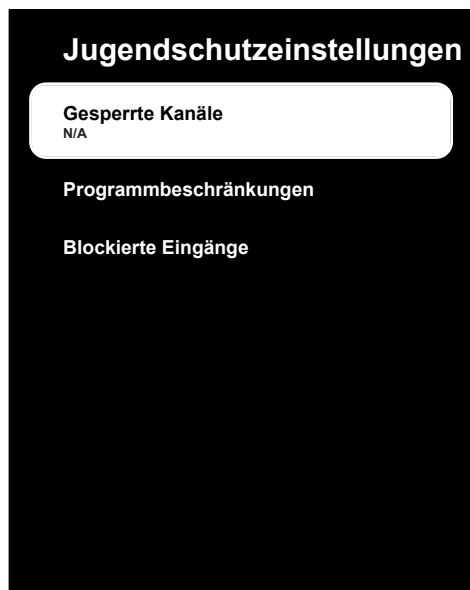 Jugendschutzeinstellungen
Gesperrte Kanäle
N/A
Programmbeschränkungen
Blockierte Eingänge